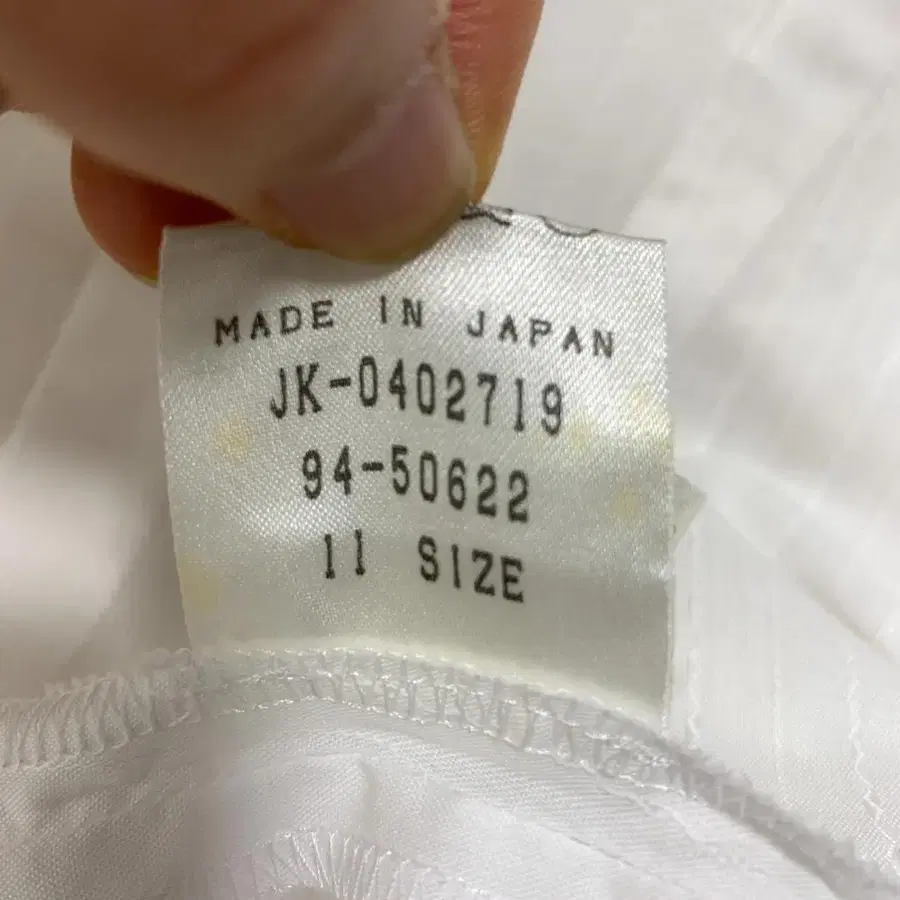 MADE IN JAPAN
JK-0402719
94-50622
11 SIZE